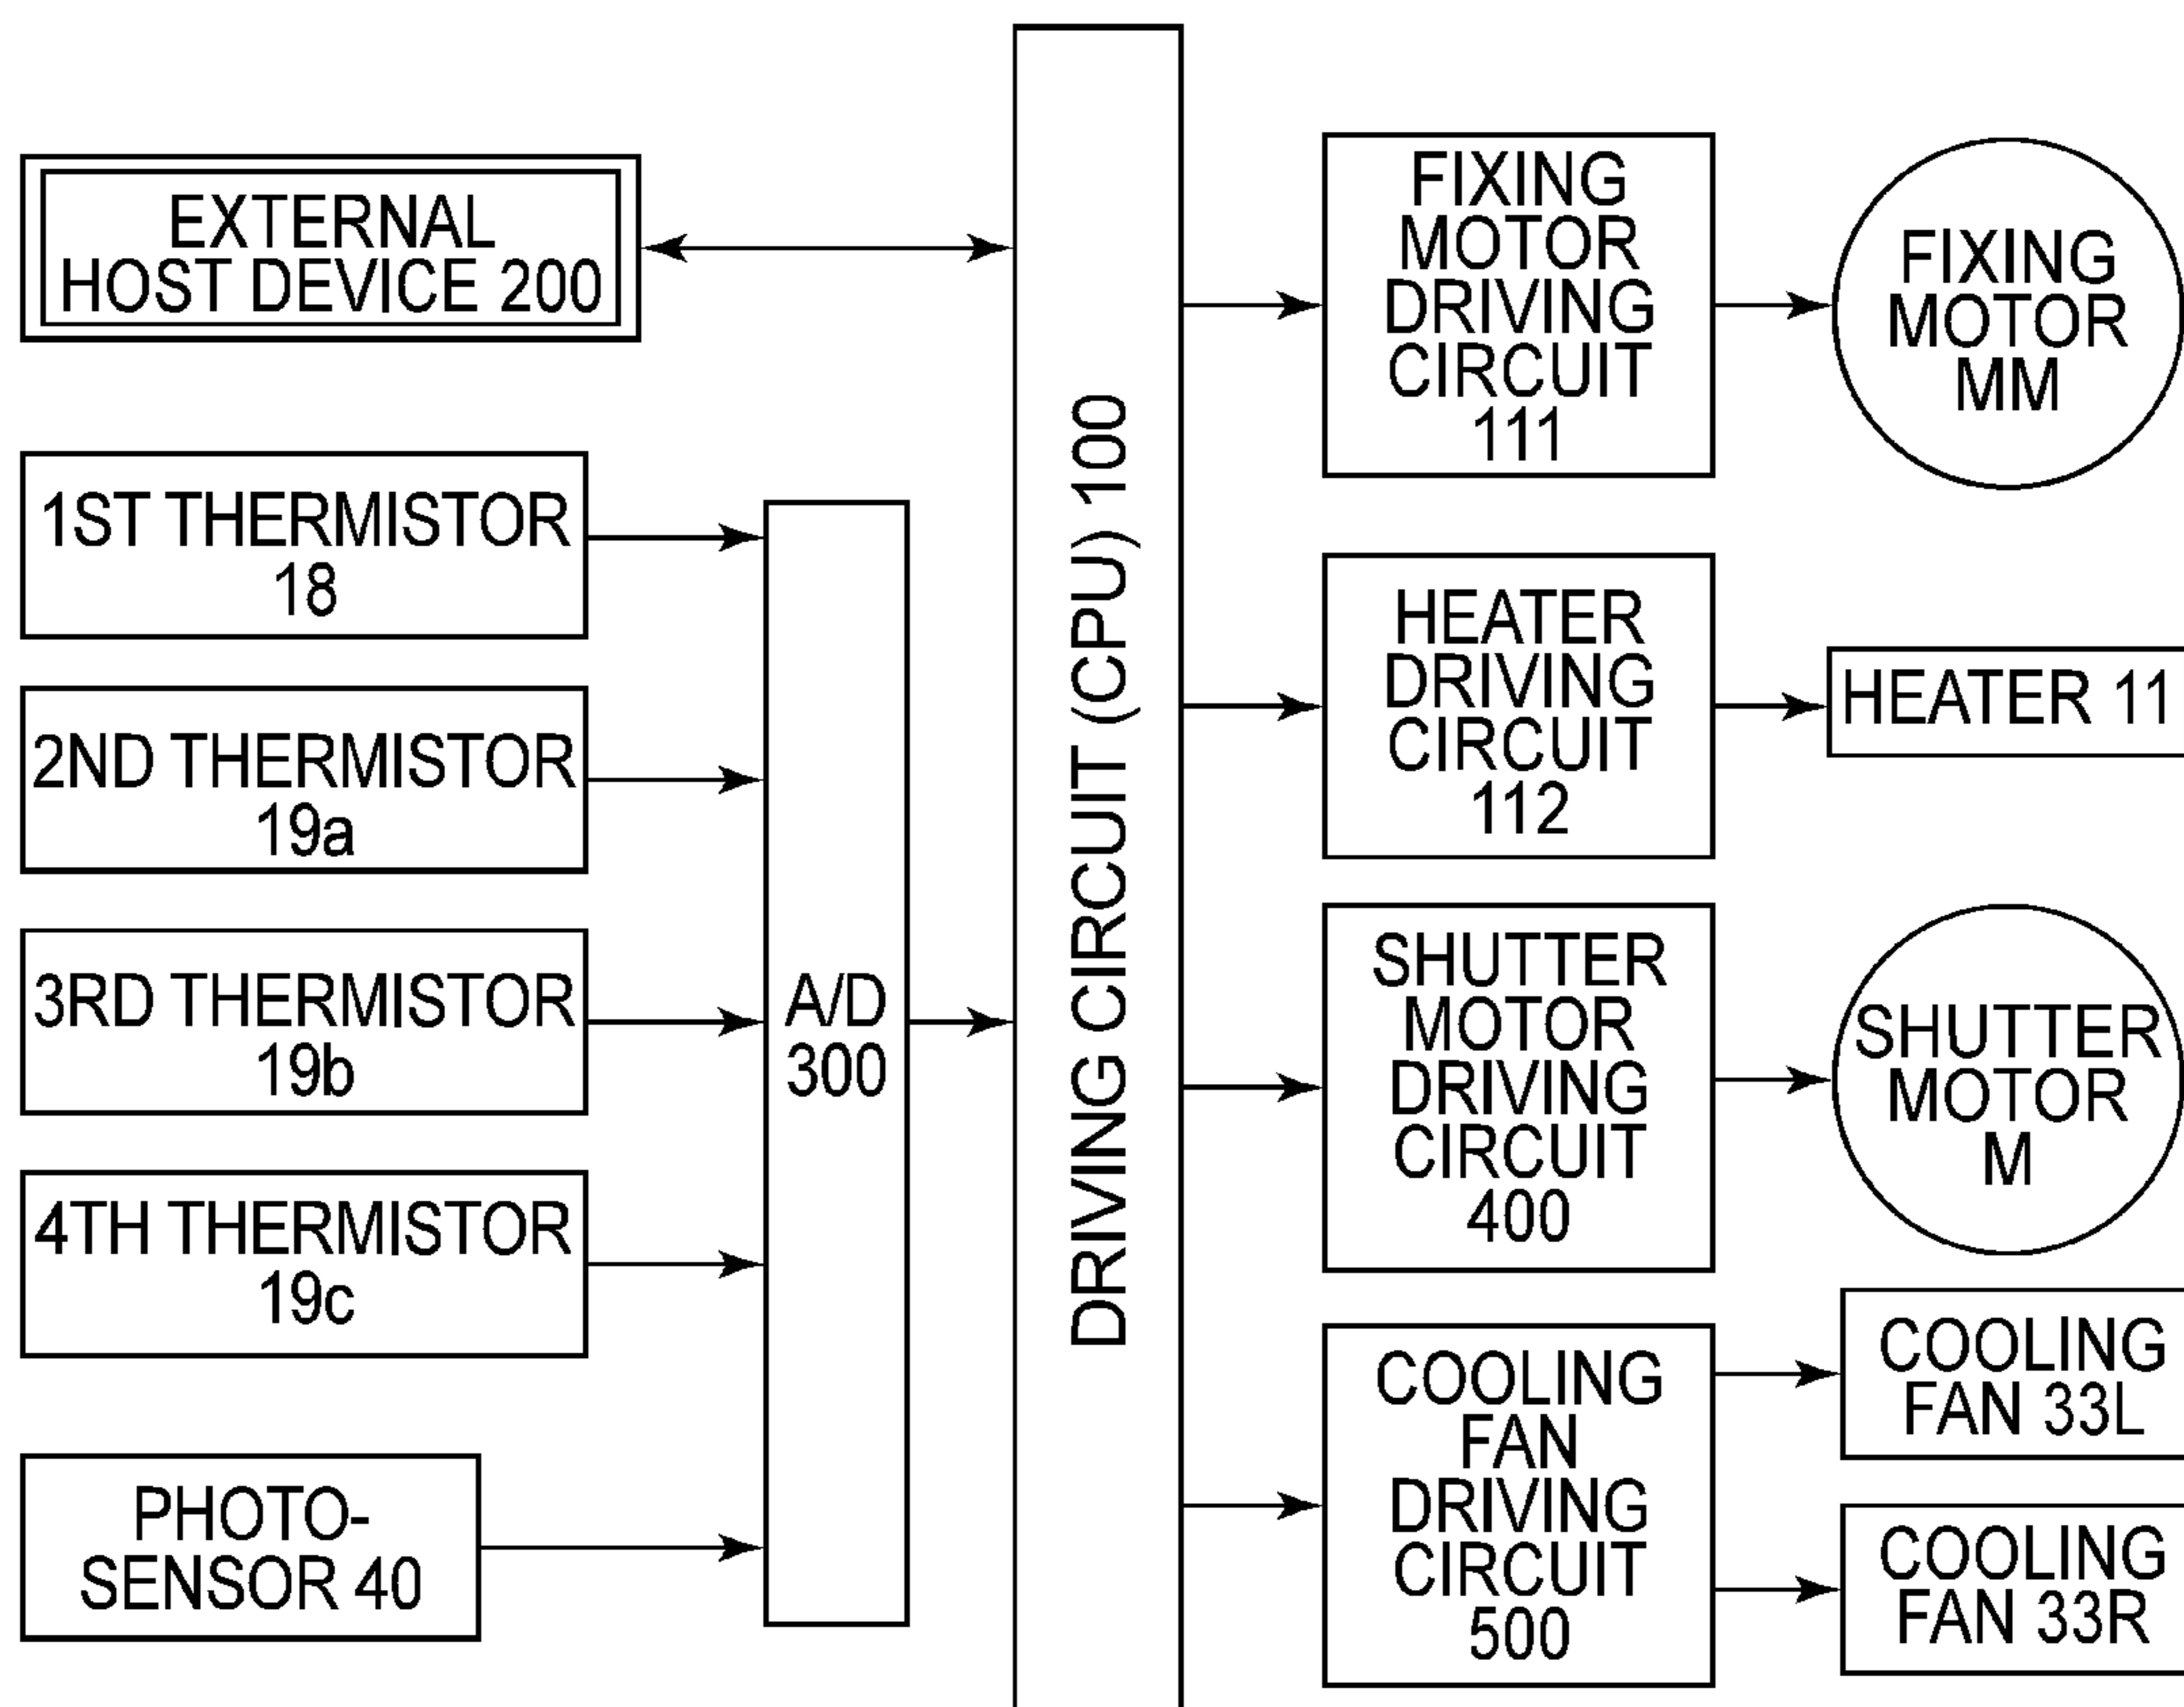 EXTERNAL
HOST DEVICE 200
1ST THERMISTOR
18
2ND THERMISTOR
19a
3RD THERMISTOR
19b
4TH THERMISTOR
19c
PHOTO-
SENSOR 40
A/D
300
DRIVING CIRCUIT (CPU) 100
FIXING
MOTOR
DRIVING
CIRCUIT
111
HEATER
DRIVING
CIRCUIT
112
SHUTTER
MOTOR
DRIVING
CIRCUIT
400
COOLING
FAN
DRIVING
CIRCUIT
500
FIXING
MOTOR
MM
HEATER 11
SHUTTER
MOTOR
M
COOLING
FAN 33L
COOLING
FAN 33R